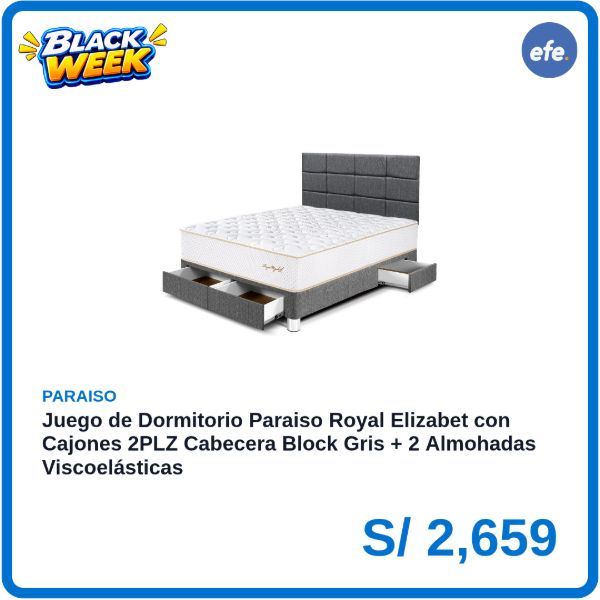 BLACK
WEEK
efe.
PARAISO
Juego de Dormitorio Paraiso Royal Elizabet con
Cajones 2PLZ Cabecera Block Gris + 2 Almohadas
Viscoelásticas
S/ 2,659